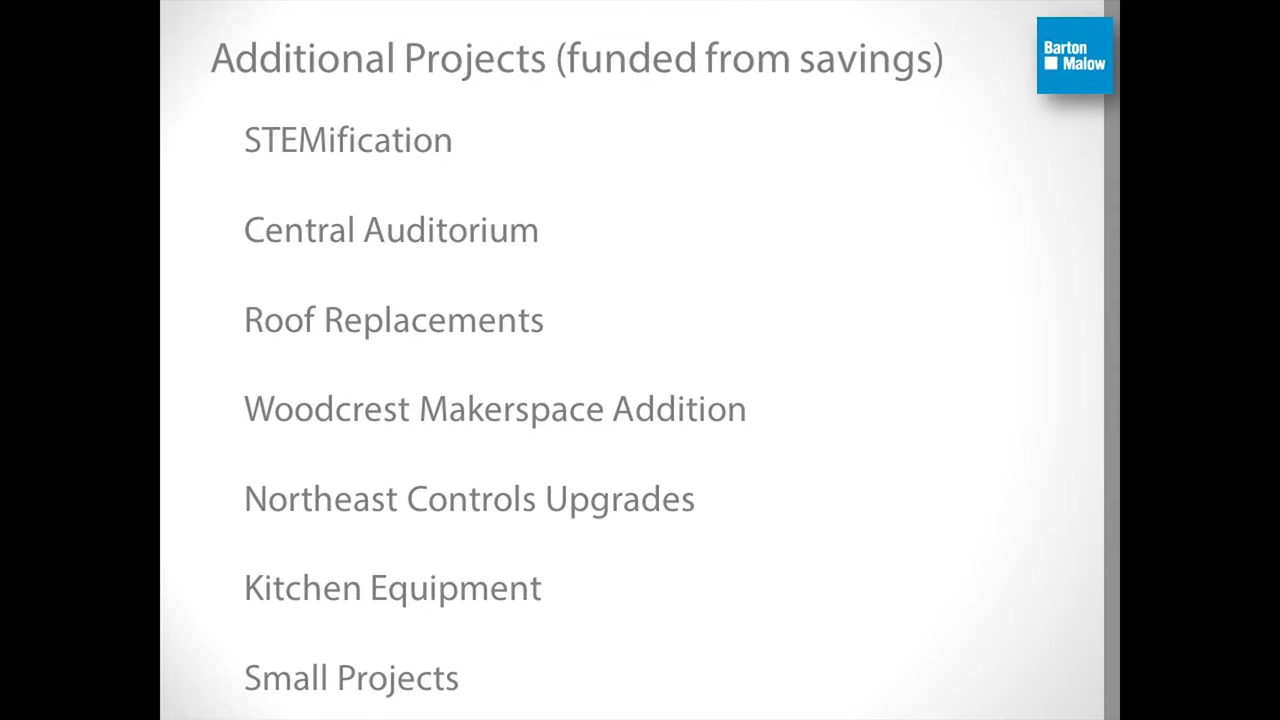 Additional Projects (funded from savings)
Barton
Malow
STEMification
Central Auditorium
Roof Replacements
Woodcrest Makerspace Addition
Northeast Controls Upgrades
Kitchen Equipment
Small Projects